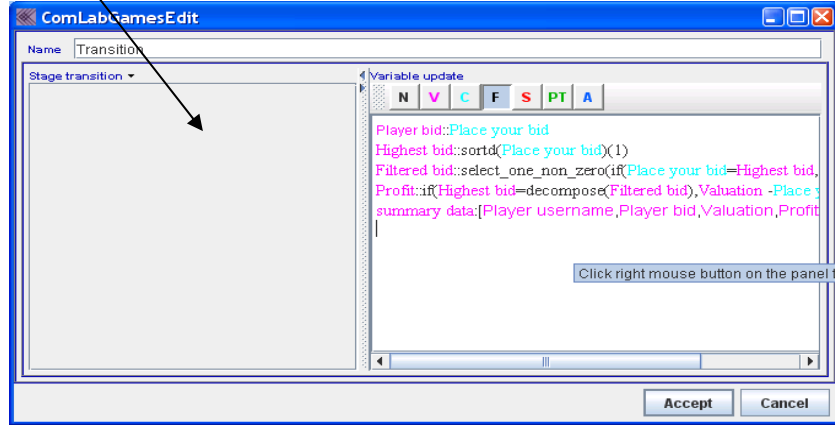 ComLabGamesEdit
Name Transition
Stage transition
Variable update
N V C F S PT A
Player bid::Place your bid
Highest bid::sortd(Place your bid)(1)
Filtered bid::select_one_non_zero(if(Place your bid=Highest bid,
Profit::if(Highest bid=decompose(Filtered bid),Valuation -Place y
summary data:[Player username,Player bid,Valuation,Profit
Click right mouse button on the panel
Accept Cancel